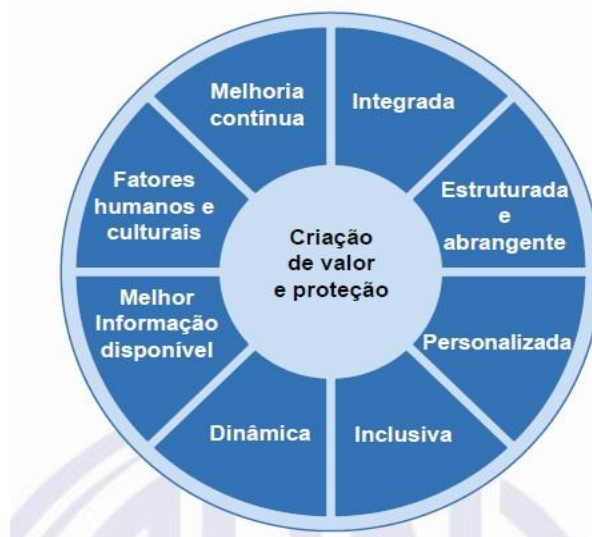 Melhoria
contínua
Integrada
Fatores
humanos e
culturais
Estruturada
e
abrangente
Criação
de valor
e proteção
Melhor
Informação
disponível
Personalizada
Dinâmica
Inclusiva